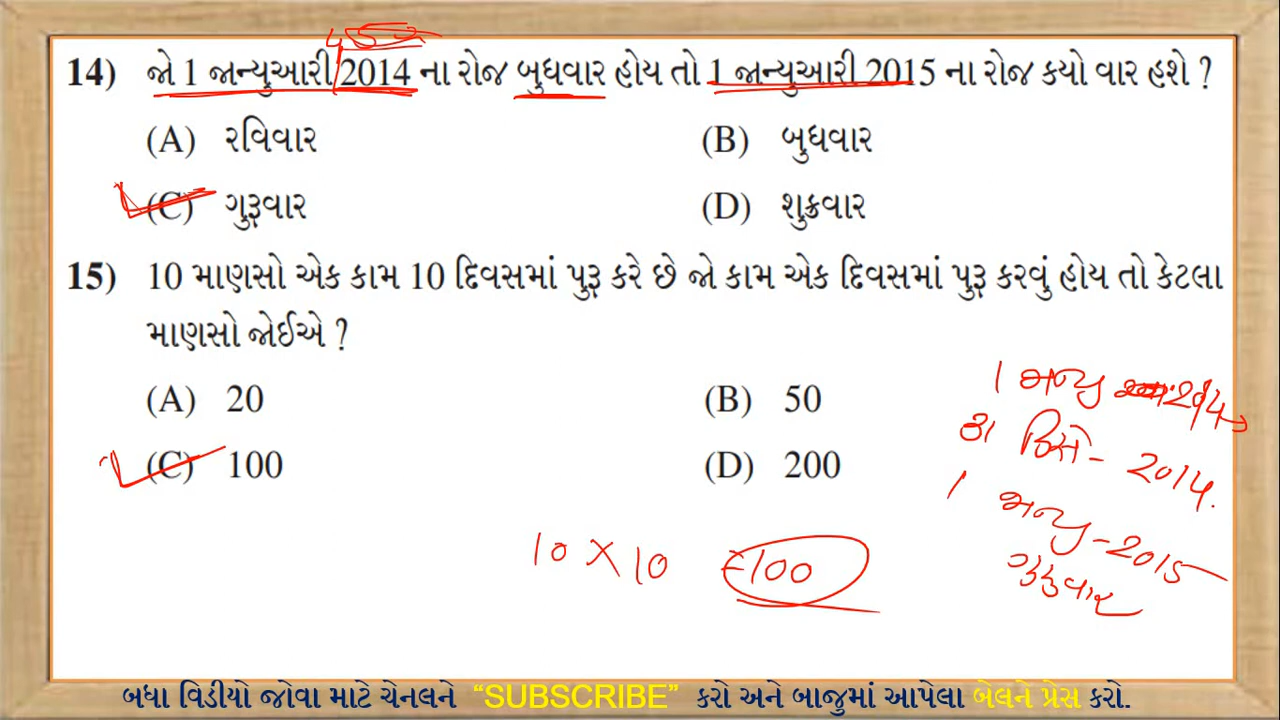 14) જો 1 જાન્યુઆરી 2014 ના રોજ બુધવાર હોય તો 1 જાન્યુઆરી 2015 ના રોજ કયો વાર હશે ?
(A) રવિવાર (B) બુધવાર
(C) ગુરૂવાર (D) શુક્રવાર
15) 10 માણસો એક કામ 10 દિવસમાં પુરૂ કરે છે જો કામ એક દિવસમાં પુરૂ કરવું હોય તો કેટલા
માણસો જોઈએ ?
(A) 20 (B) 50
(C) 100 (D) 200
1 જાન્યુ 2014
31 ડિસે - 2014
1 જાન્યુ - 2015
ગુરુવાર
10 X 10 =100
બધા વિડીયો જોવા માટે ચેનલને “SUBSCRIBE” કરો અને બાજુમાં આપેલા બેલને પ્રેસ કરો.